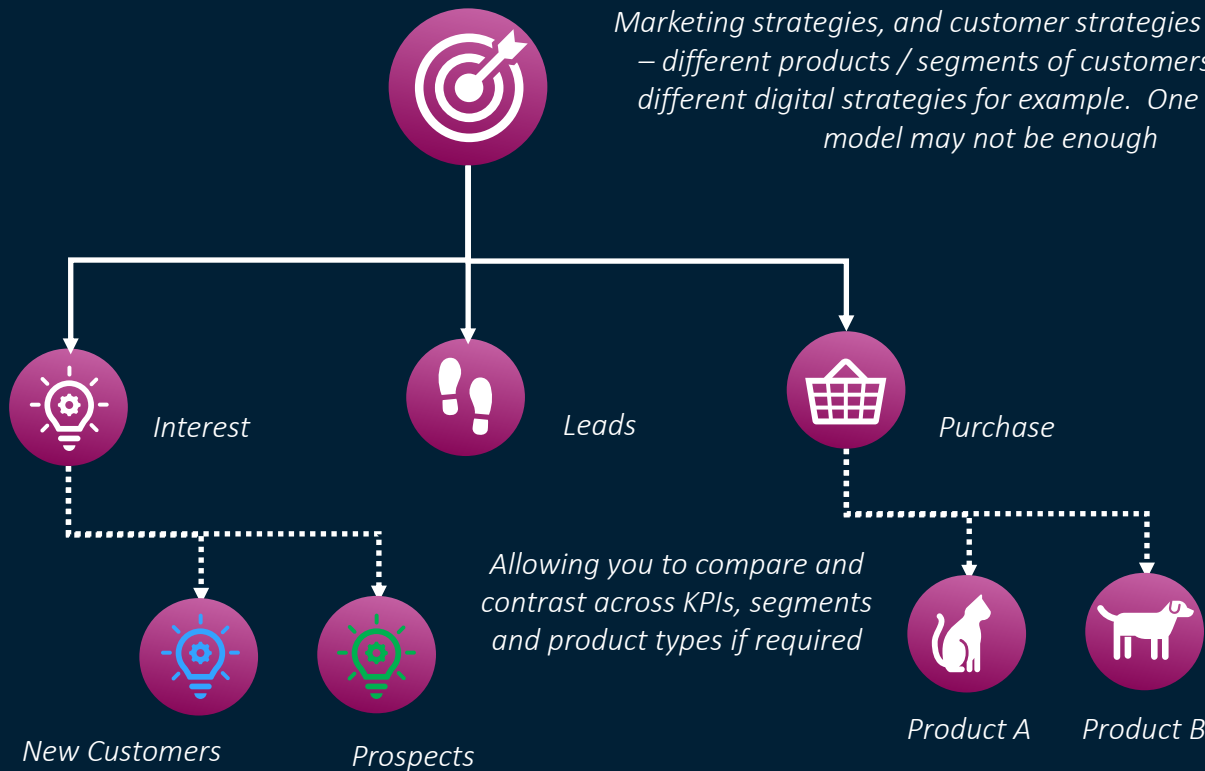 Marketing strategies, and customer strategies
– different products / segments of customers
different digital strategies for example.  One
model may not be enough
Interest
Leads
Purchase
Allowing you to compare and
contrast across KPIs, segments
and product types if required
New Customers
Prospects
Product A
Product B